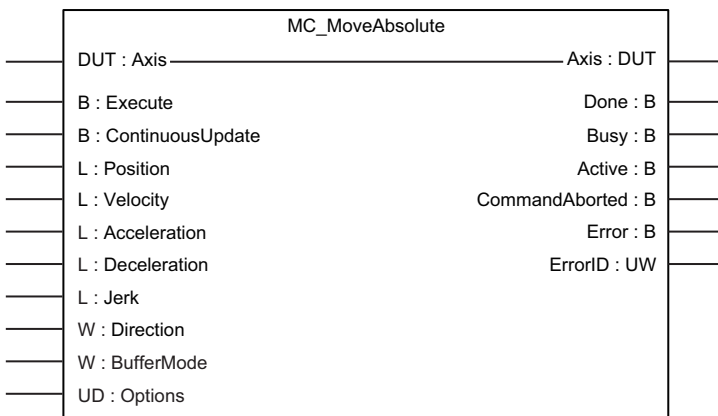 MC_MoveAbsolute
DUT : Axis Axis : DUT
B : Execute Done : B
B : ContinuousUpdate Busy : B
L : Position Active : B
L : Velocity CommandAborted : B
L : Acceleration Error : B
L : Deceleration ErrorID : UW
L : Jerk
W : Direction
W : BufferMode
UD : Options